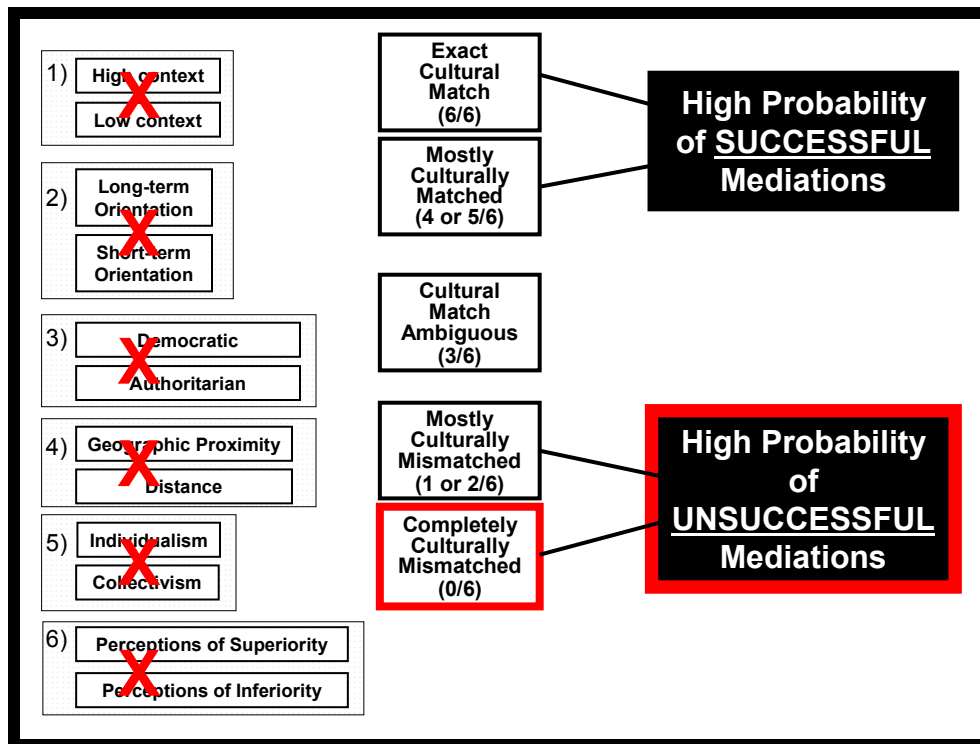 1)
High context
X
Low context
2)
Long-term
Orientation
X
Short-term
Orientation
3)
Democratic
X
Authoritarian
4)
Geographic Proximity
X
Distance
5)
Individualism
X
Collectivism
6)
Perceptions of Superiority
X
Perceptions of Inferiority
Exact
Cultural
Match
(6/6)
Mostly
Culturally
Matched
(4 or 5/6)
Cultural
Match
Ambiguous
(3/6)
Mostly
Culturally
Mismatched
(1 or 2/6)
Completely
Culturally
Mismatched
(0/6)
High Probability
of SUCCESSFUL
Mediations
High Probability
of
UNSUCCESSFUL
Mediations